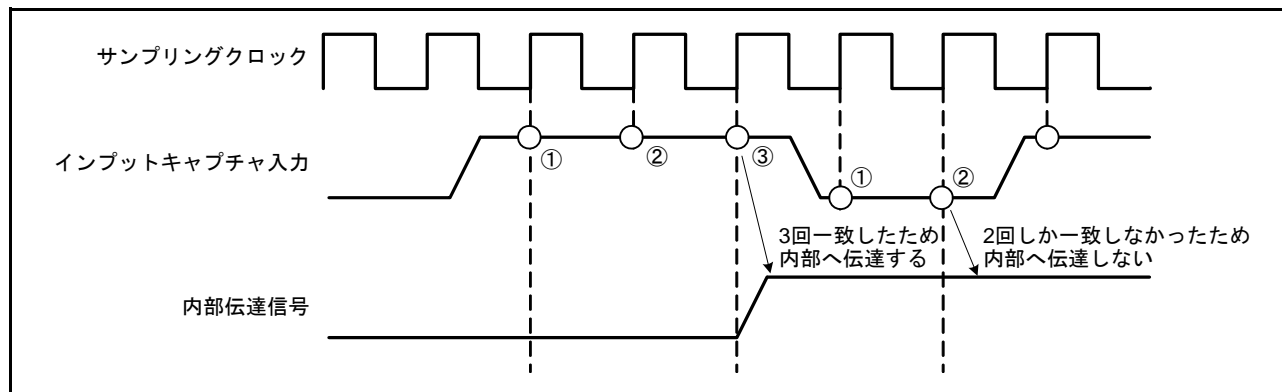 サンプリングクロック
インプットキャプチャ入力
①
②
③
①
②
3回一致したため
内部へ伝達する
2回しか一致しなかったため
内部へ伝達しない
内部伝達信号